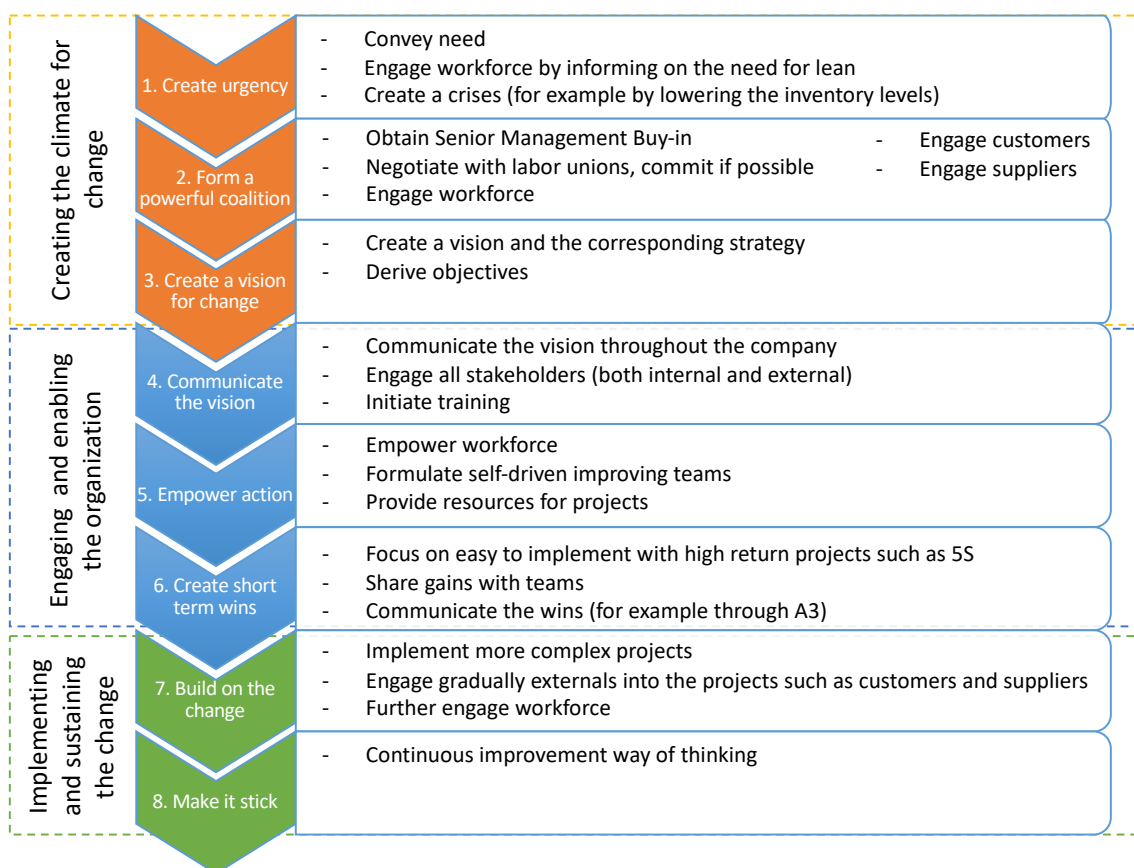 Creating the climate for
change
1. Create urgency
- Convey need
- Engage workforce by informing on the need for lean
- Create a crises (for example by lowering the inventory levels)
2. Form a
powerful coalition
- Obtain Senior Management Buy-in
- Negotiate with labor unions, commit if possible
- Engage workforce
- Engage customers
- Engage suppliers
3. Create a vision
for change
- Create a vision and the corresponding strategy
- Derive objectives
Engaging and enabling
the organization
4. Communicate
the vision
- Communicate the vision throughout the company
- Engage all stakeholders (both internal and external)
- Initiate training
5. Empower action
- Empower workforce
- Formulate self-driven improving teams
- Provide resources for projects
6. Create short
term wins
- Focus on easy to implement with high return projects such as 5S
- Share gains with teams
- Communicate the wins (for example through A3)
Implementing
and sustaining
the change
7. Build on the
change
- Implement more complex projects
- Engage gradually externals into the projects such as customers and suppliers
- Further engage workforce
8. Make it stick
- Continuous improvement way of thinking